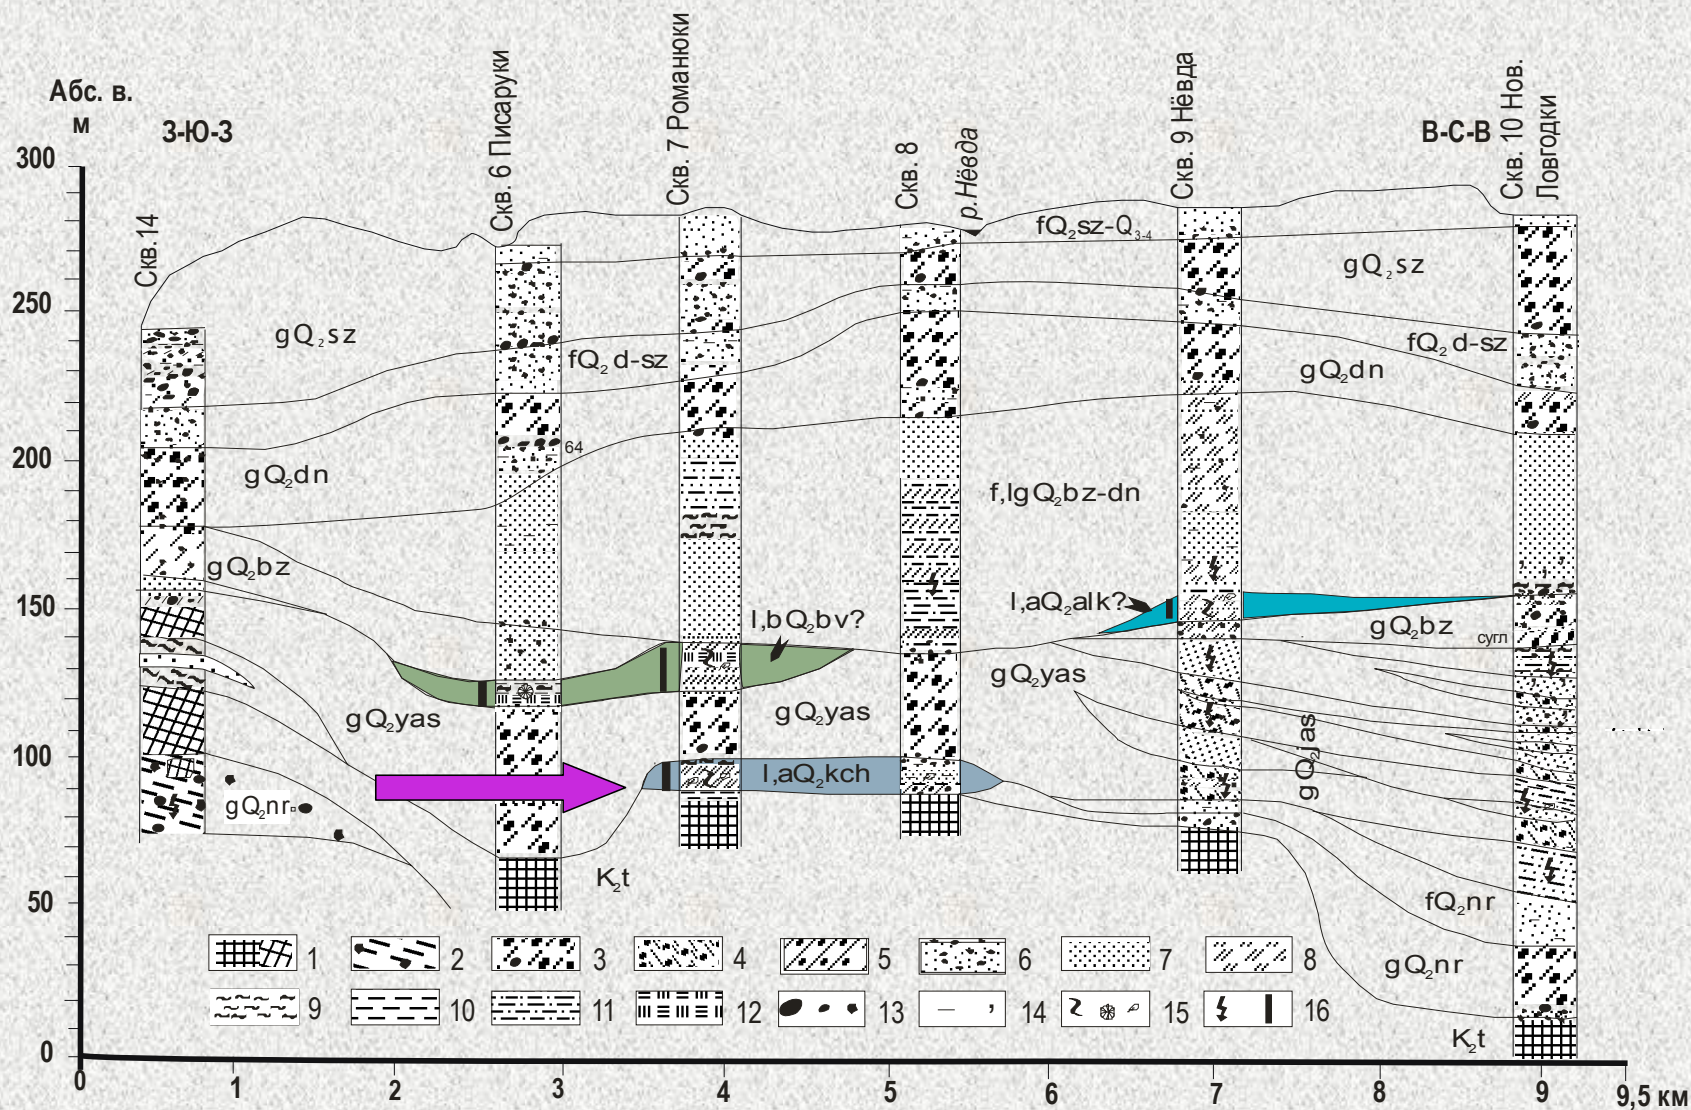 Абс. в.
м
З-Ю-З
В-С-В
Скв.14
Скв. 6 Писаруки
Скв. 7 Романюки
Скв. 8
р.Нёвда
Скв. 9 Нёвда
Скв. 10 Нов.
Ловгодки
300
250
200
150
100
50
0
fQ₂sz-Q₃₋₄
gQ₂sz
gQ₂sz
fQ₂d-sz
fQ₂d-sz
gQ₂dn
64
gQ₂dn
f,lgQ₂bz-dn
gQ₂bz
l,bQ₂bv?
l,aQ₂alk?
gQ₂bz
сугл
gQ₂yas
gQ₂yas
gQ₂yas
gQ₂jas
l,aQ₂kch
gQ₂nr
K₂t
fQ₂nr
gQ₂nr
K₂t
1
2
3
4
5
6
7
8
9
10
11
12
13
14
15
16
0
1
2
3
4
5
6
7
8
9
9,5 км